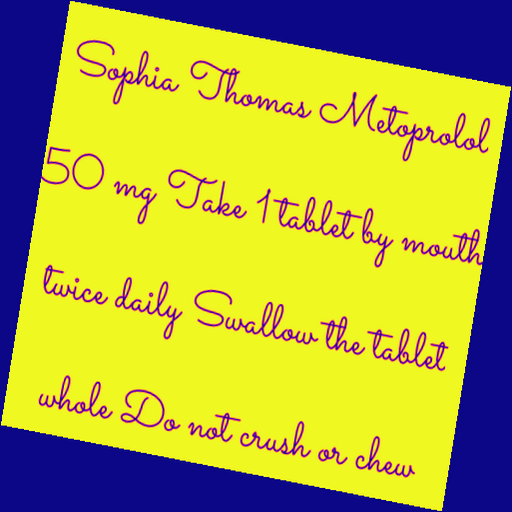 Sophia Thomas Metoprolol
50 mg Take 1 tablet by mouth
twice daily Swallow the tablet
whole Do not crush or chew